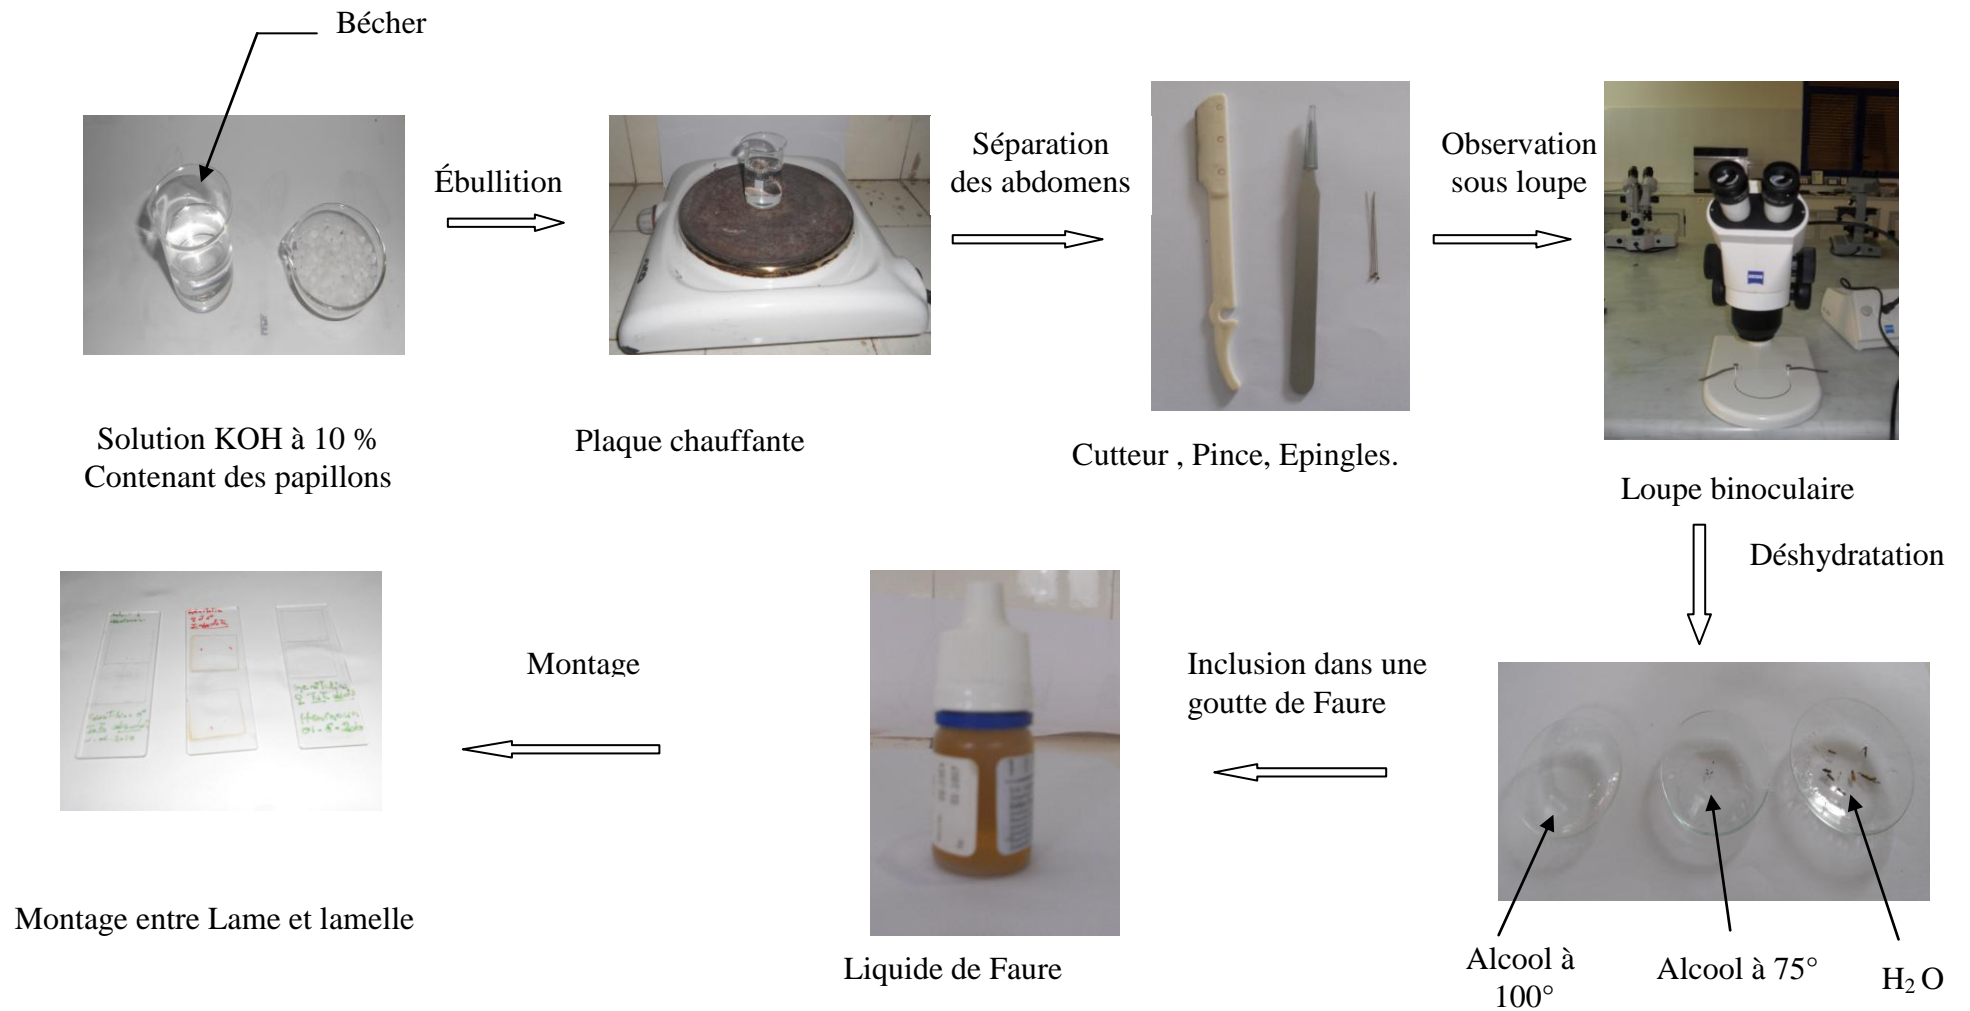 Bécher
Ébullition
Séparation
des abdomens
Observation
sous loupe
Solution KOH à 10 %
Contenant des papillons
Plaque chauffante
Cutteur , Pince, Epingles.
Loupe binoculaire
Déshydratation
Inclusion dans une
goutte de Faure
Montage
Montage entre Lame et lamelle
Liquide de Faure
Alcool à
100°
Alcool à 75°
H₂ O